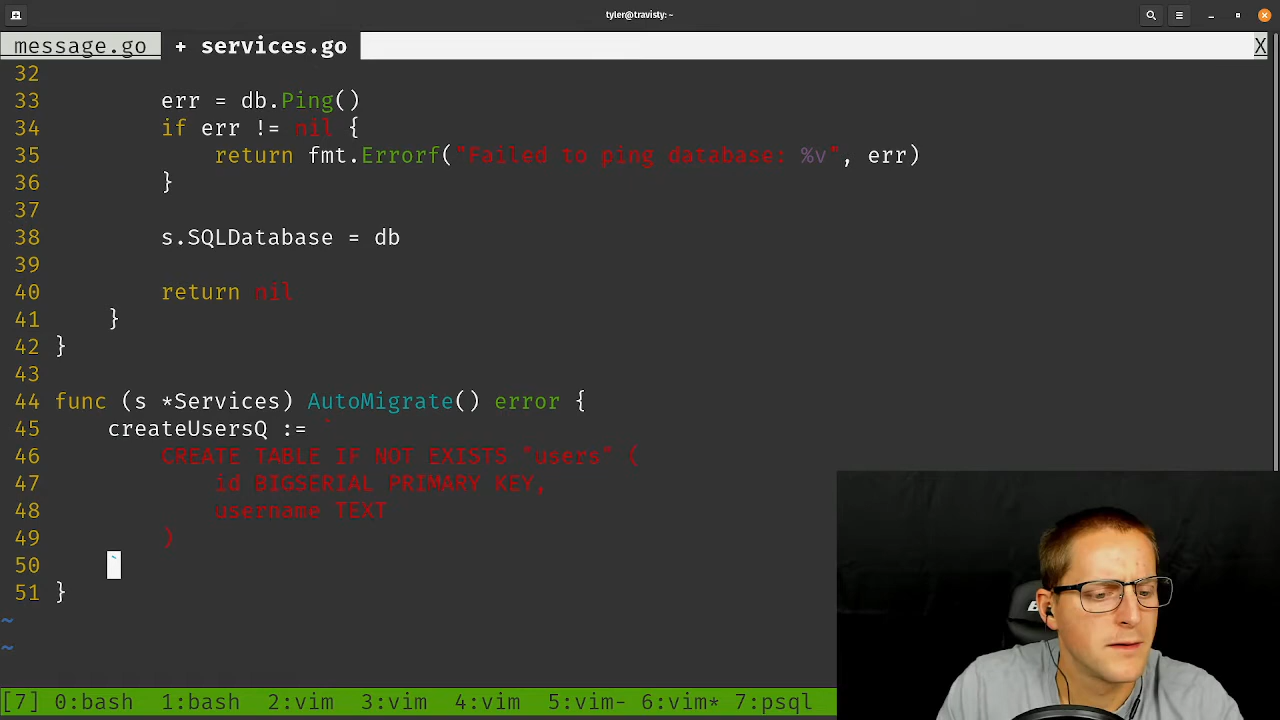 tyler@travisty: ~
message.go + services.go X
32
33 err = db.Ping()
34 if err != nil {
35 return fmt.Errorf("Failed to ping database: %v", err)
36 }
37
38 s.SQLDatabase = db
39
40 return nil
41 }
42 }
43
44 func (s *Services) AutoMigrate() error {
45 createUsersQ := `
46 CREATE TABLE IF NOT EXISTS "users" (
47 id BIGSERIAL PRIMARY KEY,
48 username TEXT
49 )
50 `
51 }
~
~
[7] 0:bash 1:bash 2:vim 3:vim 4:vim 5:vim- 6:vim* 7:psql